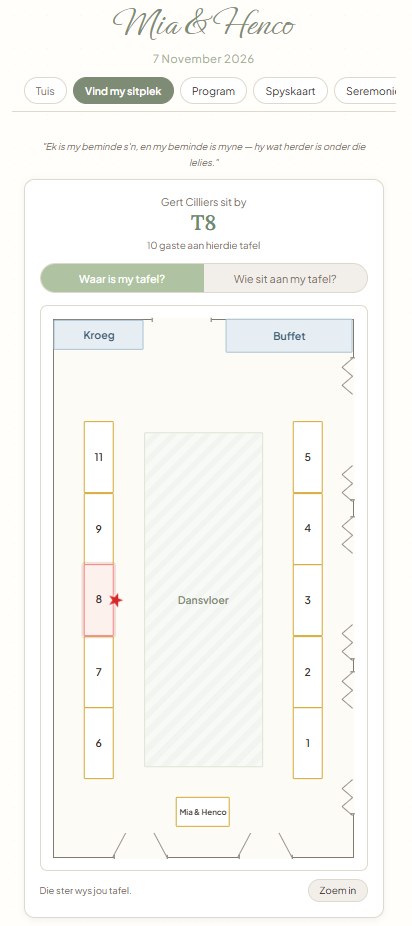 Mia & Henco
7 November 2026
Tuis
Vind my sitplek
Program
Spyskaart
Seremonie
"Ek is my beminde s'n, en my beminde is myne — hy wat herder is onder die
lelies."
Gert Cilliers sit by
T8
10 gaste aan hierdie tafel
Waar is my tafel?
Wie sit aan my tafel?
Kroeg
Buffet
11
5
9
4
8
Dansvloer
3
7
2
6
1
Mia & Henco
Die ster wys jou tafel.
Zoem in